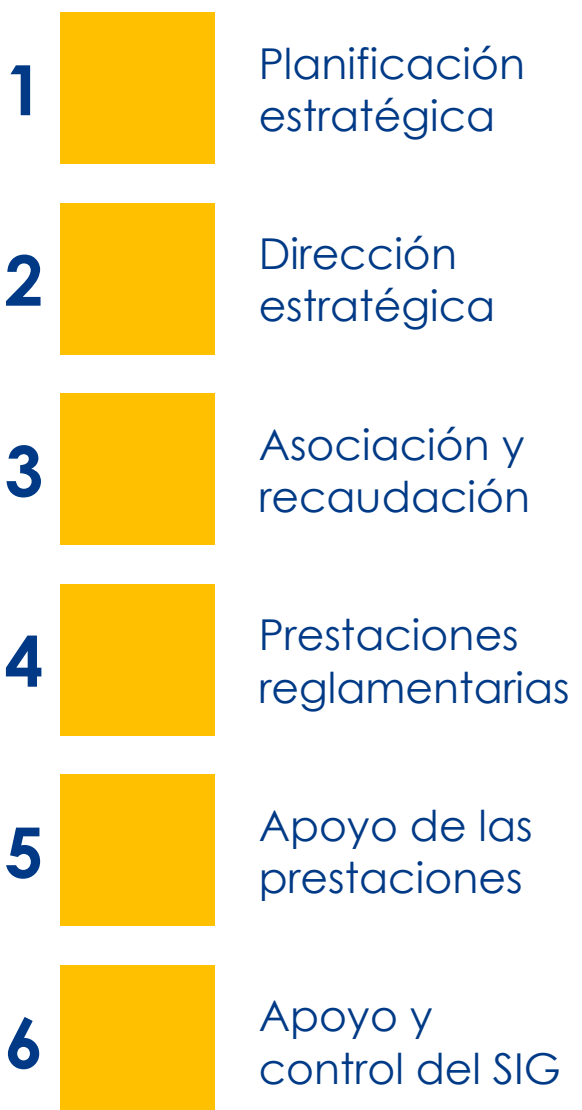 1
Planificación
estratégica
2
Dirección
estratégica
3
Asociación y
recaudación
4
Prestaciones
reglamentarias
5
Apoyo de las
prestaciones
6
Apoyo y
control del SIG